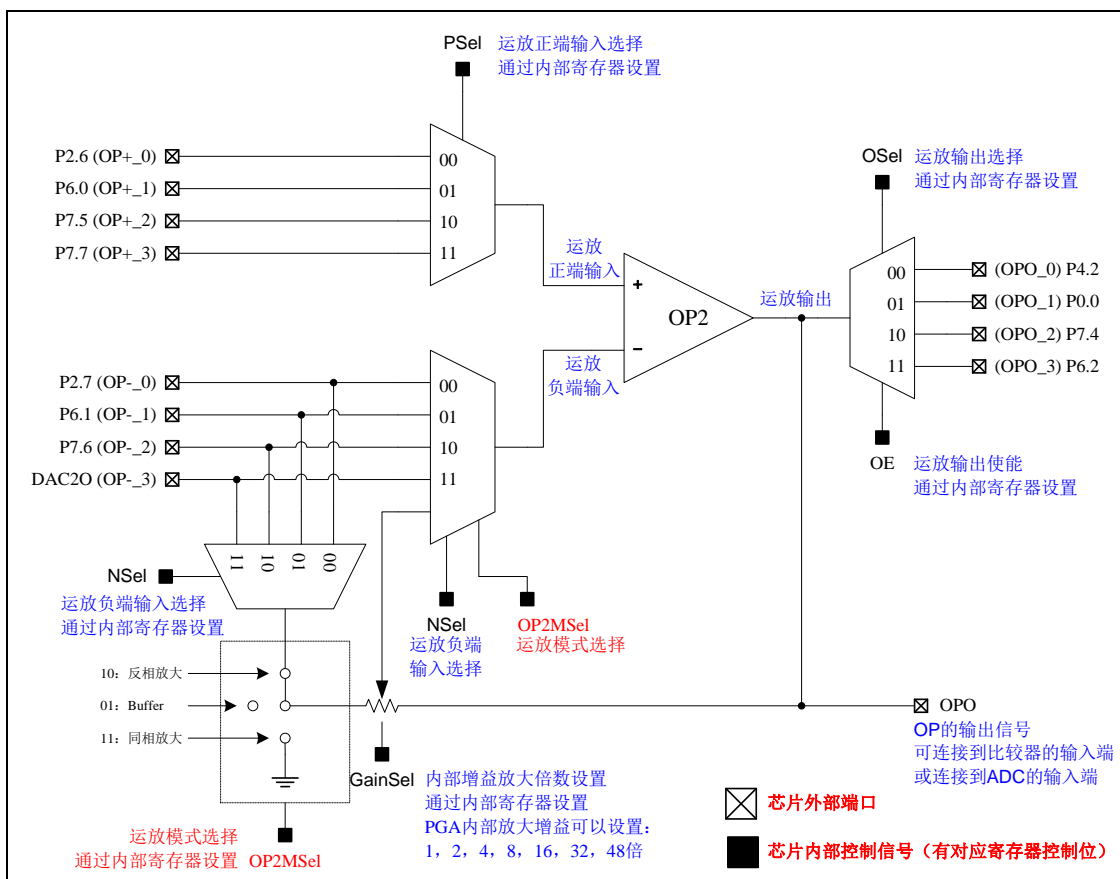 PSel
运放正端输入选择
通过内部寄存器设置
P2.6 (OP+_0)
P6.0 (OP+_1)
P7.5 (OP+_2)
P7.7 (OP+_3)
00
01
10
11
运放
正端输入
OSel
运放输出选择
通过内部寄存器设置
+
OP2
−
运放输出
00
01
10
11
(OPO_0) P4.2
(OPO_1) P0.0
(OPO_2) P7.4
(OPO_3) P6.2
运放
负端输入
P2.7 (OP-_0)
P6.1 (OP-_1)
P7.6 (OP-_2)
DAC2O (OP-_3)
00
01
10
11
OE
运放输出使能
通过内部寄存器设置
11
10
01
00
NSel
运放负端输入选择
通过内部寄存器设置
NSel
运放负端
输入选择
OP2MSel
运放模式选择
10：反相放大
01：Buffer
11：同相放大
OPO
OP的输出信号
可连接到比较器的输入端
或连接到ADC的输入端
GainSel
内部增益放大倍数设置
通过内部寄存器设置
PGA内部放大增益可以设置：
1，2，4，8，16，32，48倍
运放模式选择
通过内部寄存器设置 OP2MSel
芯片外部端口
芯片内部控制信号（有对应寄存器控制位）